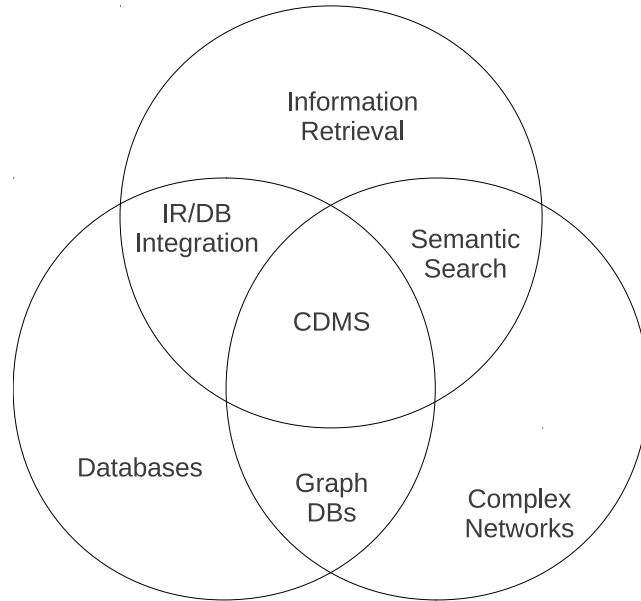 Information
Retrieval
IR/DB
Integration
Semantic
Search
CDMS
Databases
Graph
DBs
Complex
Networks